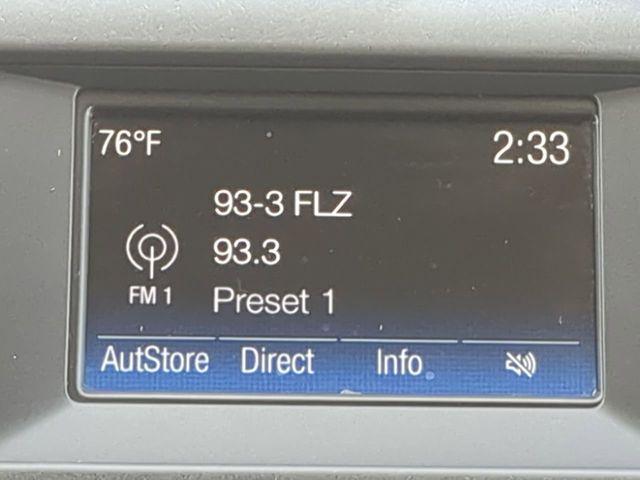 76°F 2:33
93-3 FLZ
93.3
FM 1 Preset 1
AutStore Direct Info